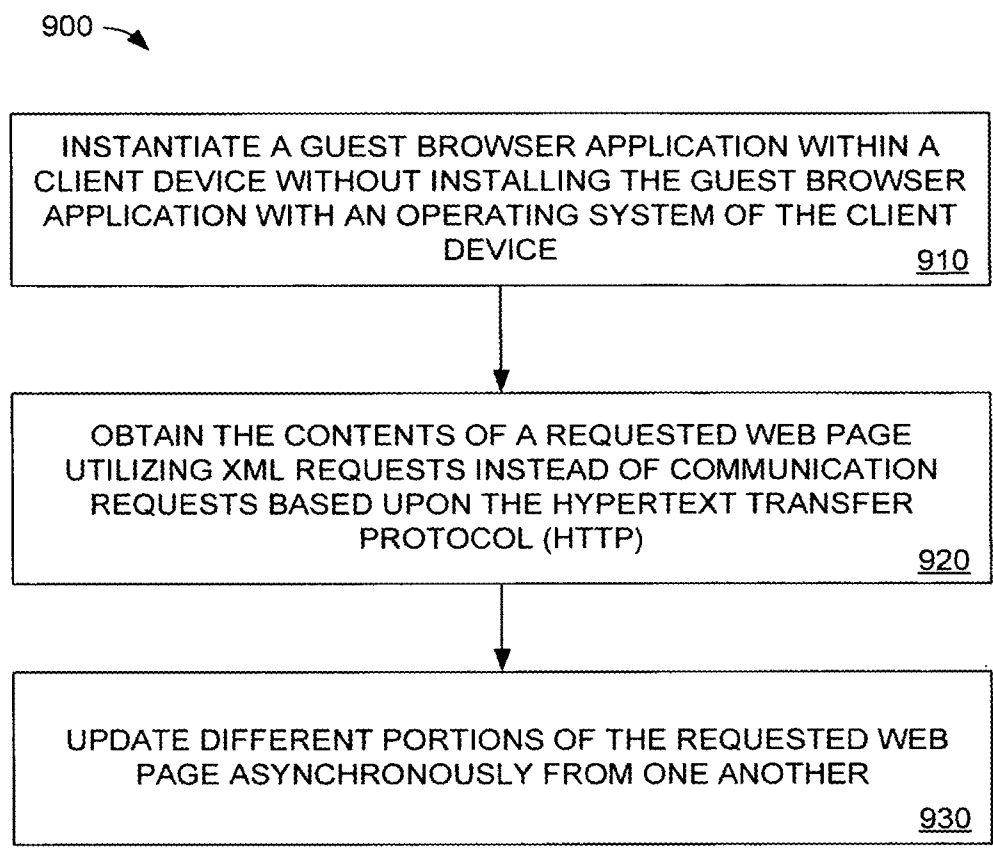 900
INSTANTIATE A GUEST BROWSER APPLICATION WITHIN A
CLIENT DEVICE WITHOUT INSTALLING THE GUEST BROWSER
APPLICATION WITH AN OPERATING SYSTEM OF THE CLIENT
DEVICE
910
OBTAIN THE CONTENTS OF A REQUESTED WEB PAGE
UTILIZING XML REQUESTS INSTEAD OF COMMUNICATION
REQUESTS BASED UPON THE HYPERTEXT TRANSFER
PROTOCOL (HTTP)
920
UPDATE DIFFERENT PORTIONS OF THE REQUESTED WEB
PAGE ASYNCHRONOUSLY FROM ONE ANOTHER
930